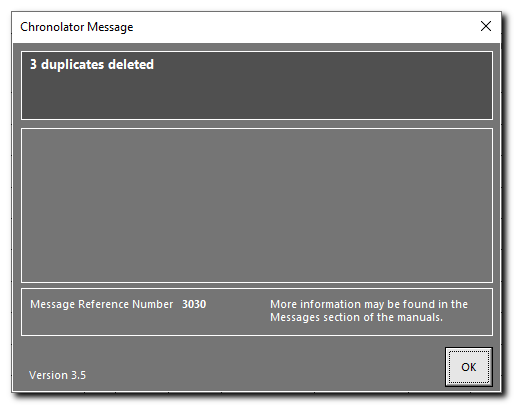 Chronolator Message
3 duplicates deleted
Message Reference Number 3030
More information may be found in the
Messages section of the manuals.
Version 3.5
OK